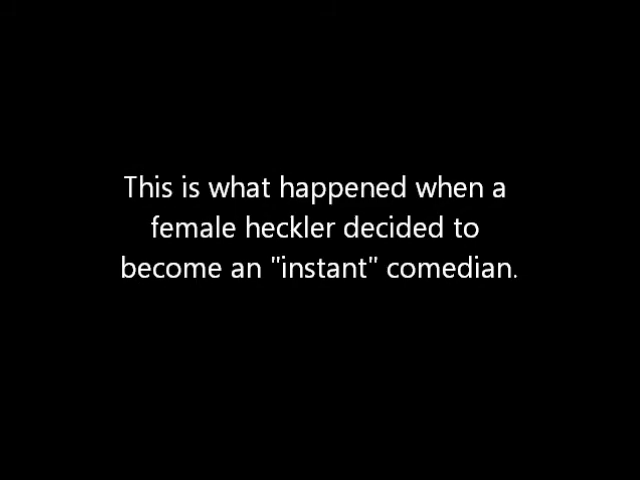 This is what happened when a
female heckler decided to
become an "instant" comedian.